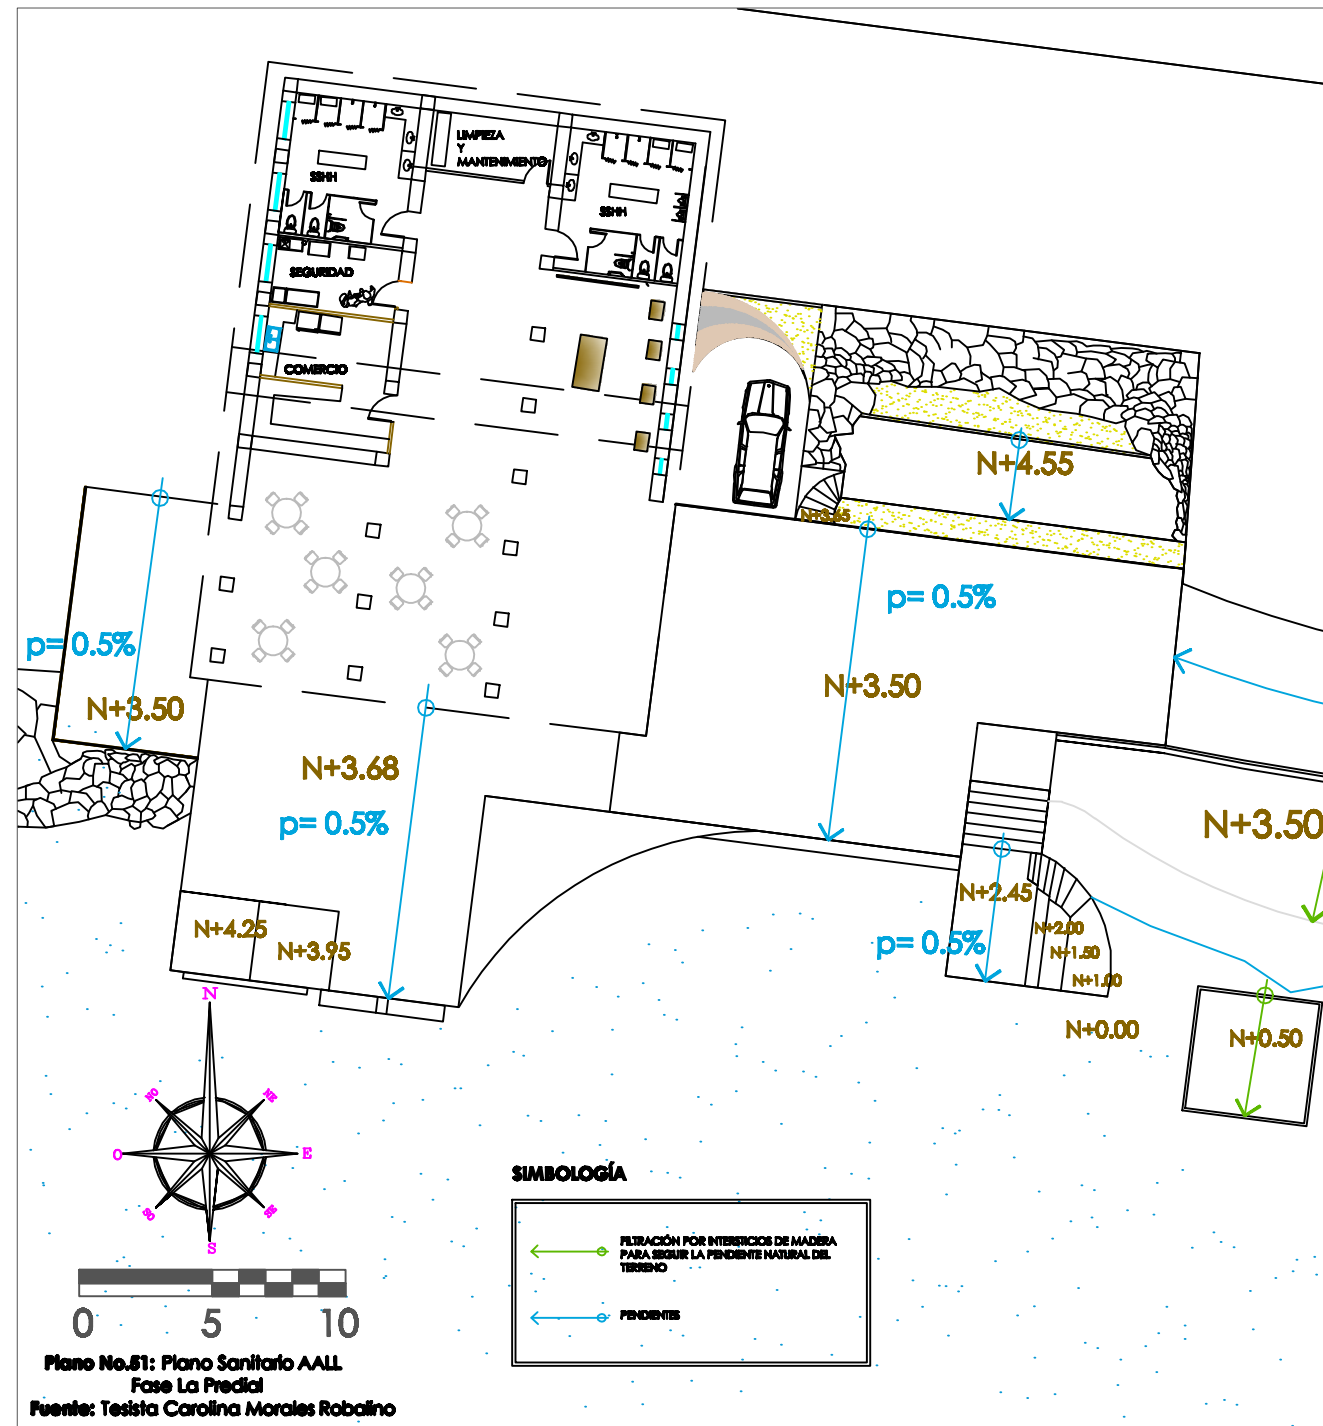 LIMPIEZA
Y
MANTENIMIENTO
SSHH
SSHH
SEGURIDAD
COMERCIO
N+4.55
N+3.65
p= 0.5%
p= 0.5%
N+3.50
N+3.50
N+3.68
p= 0.5%
N+3.50
N+2.45
N+4.25
N+3.95
p= 0.5%
N+2.00
N+1.50
N+1.00
N+0.00
N+0.50
N
NO
NE
O
E
SO
SE
S
SIMBOLOGÍA
FILTRACIÓN POR INTERSTICIOS DE MADERA
PARA SEGUIR LA PENDIENTE NATURAL DEL
TERRENO
PENDIENTES
0 5 10
Plano No.51: Plano Sanitario AALL
Fase La Predial
Fuente: Tesista Carolina Morales Robalino